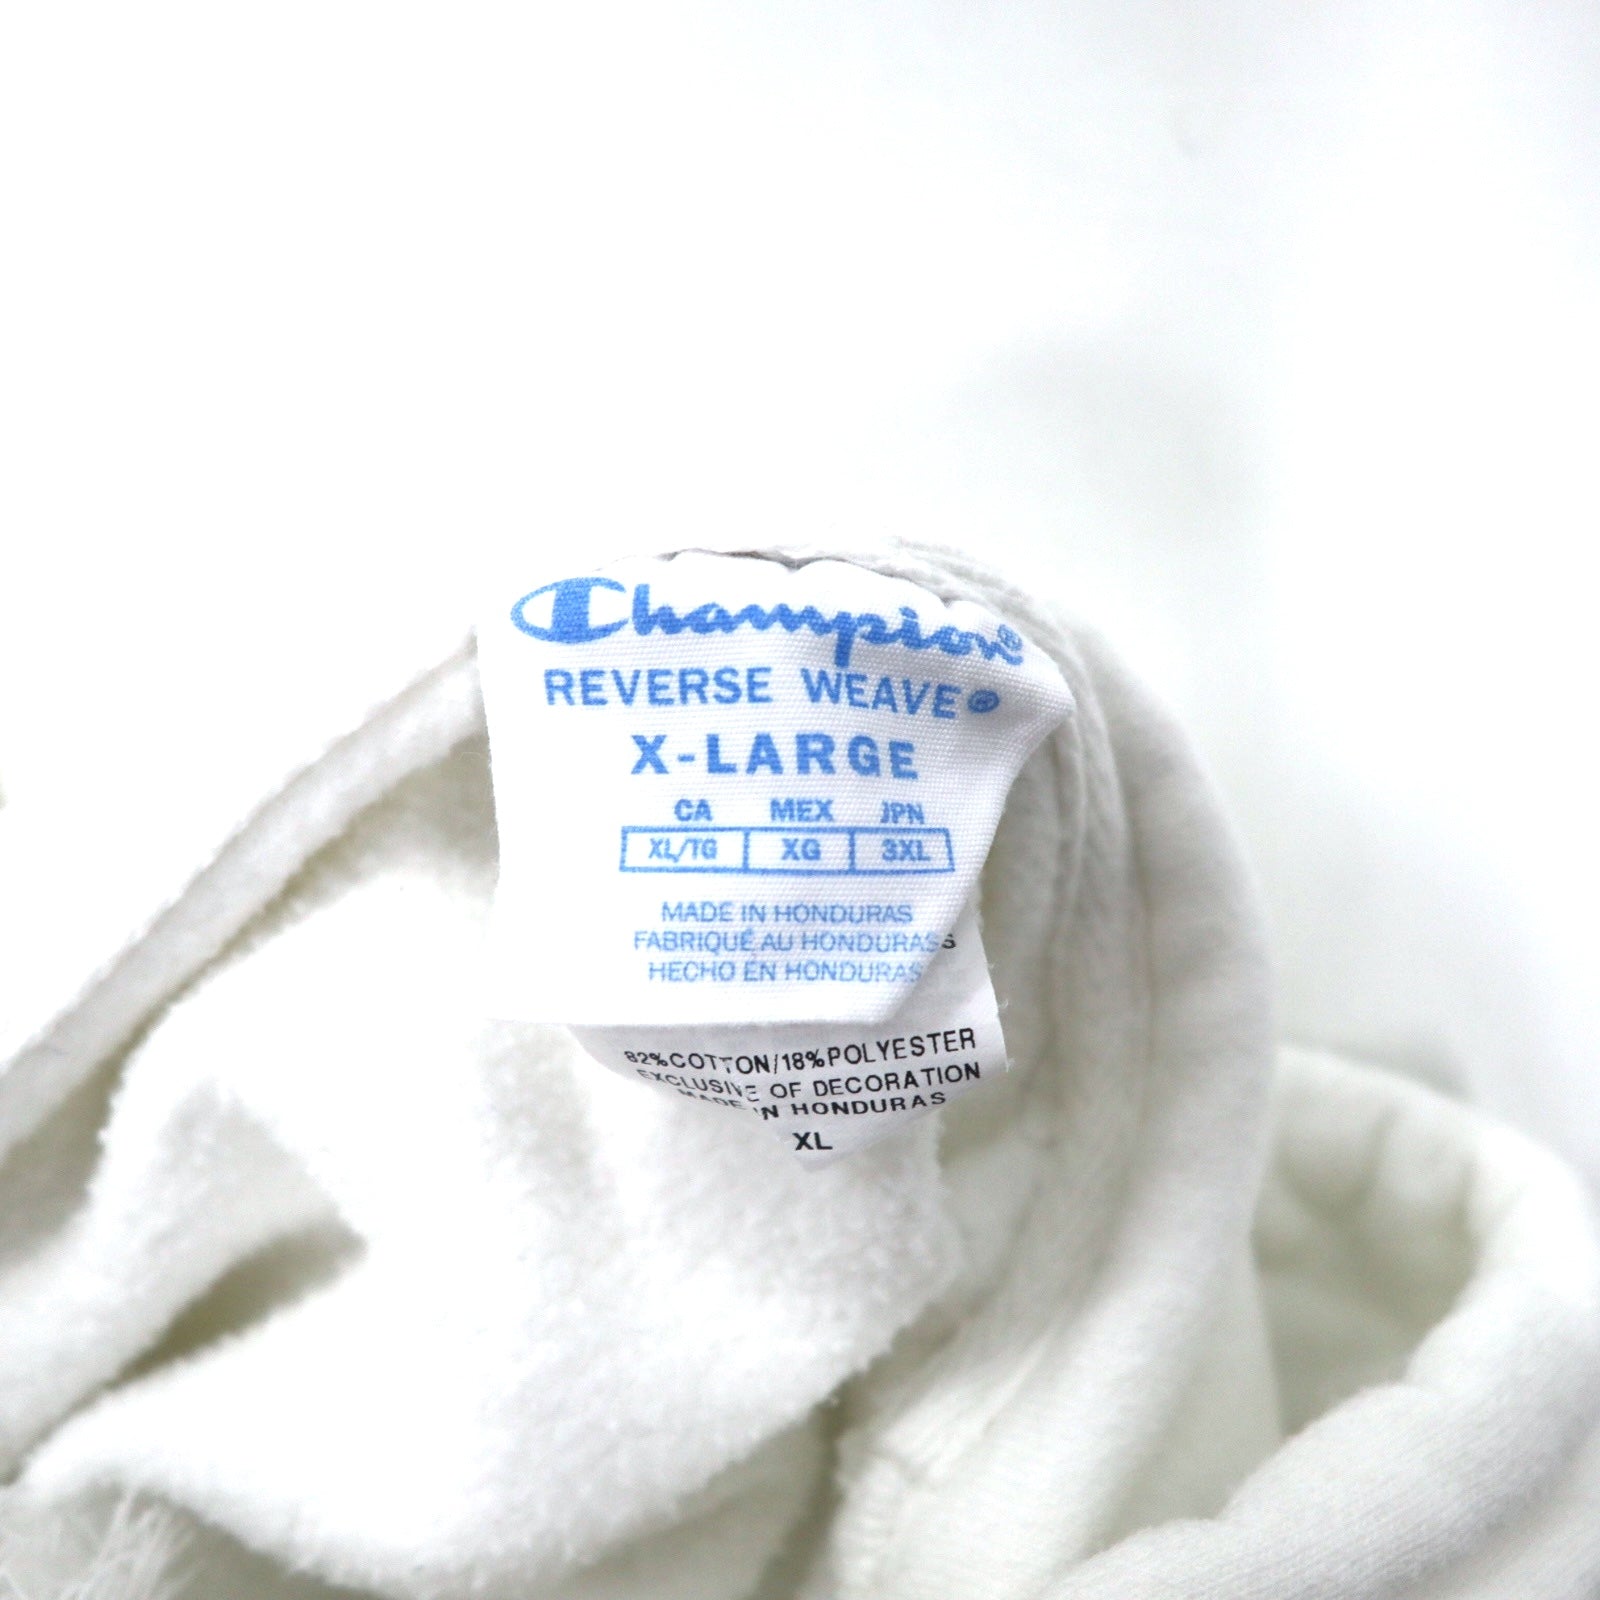 Champion®
REVERSE WEAVE®
X-LARGE
CA MEX JPN
XL/TG XG 3XL
MADE IN HONDURAS
FABRIQUÉ AU HONDURAS
HECHO EN HONDURAS
82%COTTON/18%POLYESTER
EXCLUSIVE OF DECORATION
MADE IN HONDURAS
XL